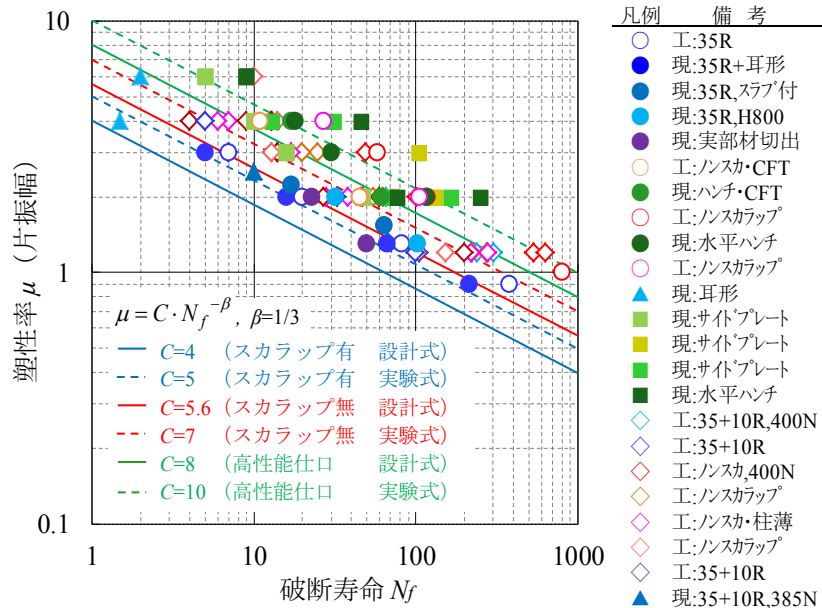 塑性率 μ（片振幅）
10
1
0.1
μ = C · N_f^{-β} , β=1/3
C=4 （スカラップ有 設計式）
C=5 （スカラップ有 実験式）
C=5.6 （スカラップ無 設計式）
C=7 （スカラップ無 実験式）
C=8 （高性能仕口 設計式）
C=10 （高性能仕口 実験式）
1 10 100 1000
破断寿命 Nf
凡例 備 考
工:35R
現:35R+耳形
現:35R,スラブ付
現:35R,H800
現:実部材切出
工:ノンスカ・CFT
現:ハンチ・CFT
工:ノンスカラップ
現:水平ハンチ
工:ノンスカラップ
現:耳形
現:サイドプレート
現:サイドプレート
現:サイドプレート
現:水平ハンチ
工:35+10R,400N
工:35+10R
工:ノンスカ,400N
工:ノンスカラップ
工:ノンスカ・柱薄
工:ノンスカラップ
工:35+10R
現:35+10R,385N